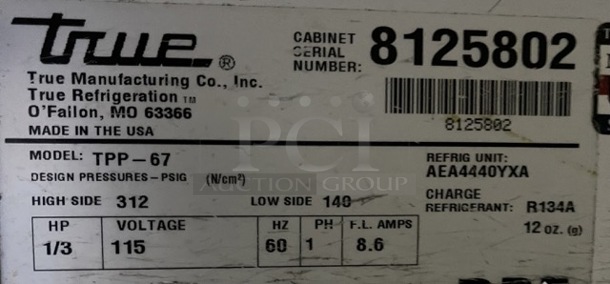 true®
True Manufacturing Co., Inc.
True Refrigeration TM
O'Fallon, MO 63366
MADE IN THE USA
CABINET SERIAL NUMBER: 8125802
8125802
MODEL: TPP-67
DESIGN PRESSURES-PSIG (N/cm²)
HIGH SIDE 312 LOW SIDE 140
REFRIG UNIT:
AEA4440YXA
CHARGE
REFRIGERANT: R134A
12 oz. (g)
HP VOLTAGE HZ PH F.L. AMPS
1/3 115 60 1 8.6
PCI
AUCTION GROUP